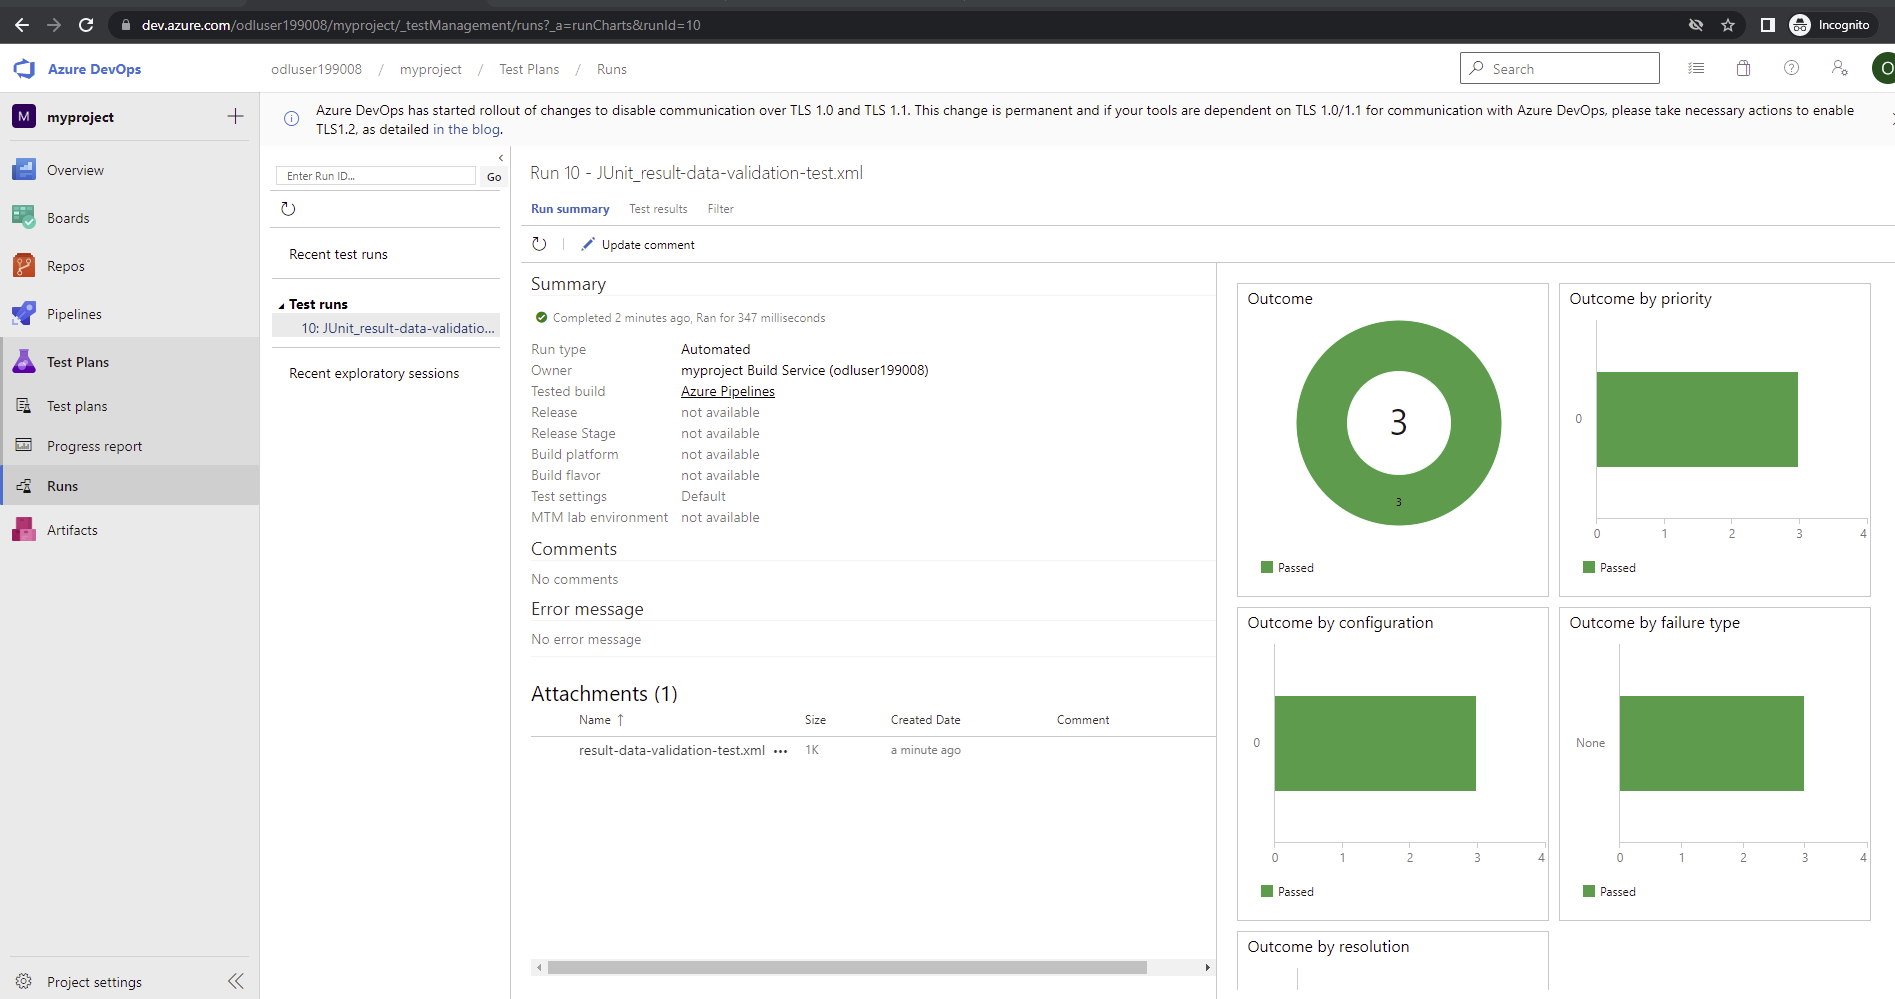 dev.azure.com/odluser199008/myproject/_testManagement/runs?_a=runCharts&runId=10
Incognito
Azure DevOps
odluser199008 / myproject / Test Plans / Runs
Search
O
M myproject
Overview
Boards
Repos
Pipelines
Test Plans
Test plans
Progress report
Runs
Artifacts
Project settings
Azure DevOps has started rollout of changes to disable communication over TLS 1.0 and TLS 1.1. This change is permanent and if your tools are dependent on TLS 1.0/1.1 for communication with Azure DevOps, please take necessary actions to enable
TLS1.2, as detailed in the blog.
Enter Run ID...
Go
Recent test runs
Test runs
10: JUnit_result-data-validatio...
Recent exploratory sessions
Run 10 - JUnit_result-data-validation-test.xml
Run summary Test results Filter
Update comment
Summary
Completed 2 minutes ago, Ran for 347 milliseconds
Run type Automated
Owner myproject Build Service (odluser199008)
Tested build Azure Pipelines
Release not available
Release Stage not available
Build platform not available
Build flavor not available
Test settings Default
MTM lab environment not available
Comments
No comments
Error message
No error message
Attachments (1)
Name ↑ Size Created Date Comment
result-data-validation-test.xml ••• 1K a minute ago
Outcome
3
3
Passed
Outcome by priority
0
0 1 2 3 4
Passed
Outcome by configuration
0
0 1 2 3 4
Passed
Outcome by failure type
None
0 1 2 3 4
Passed
Outcome by resolution